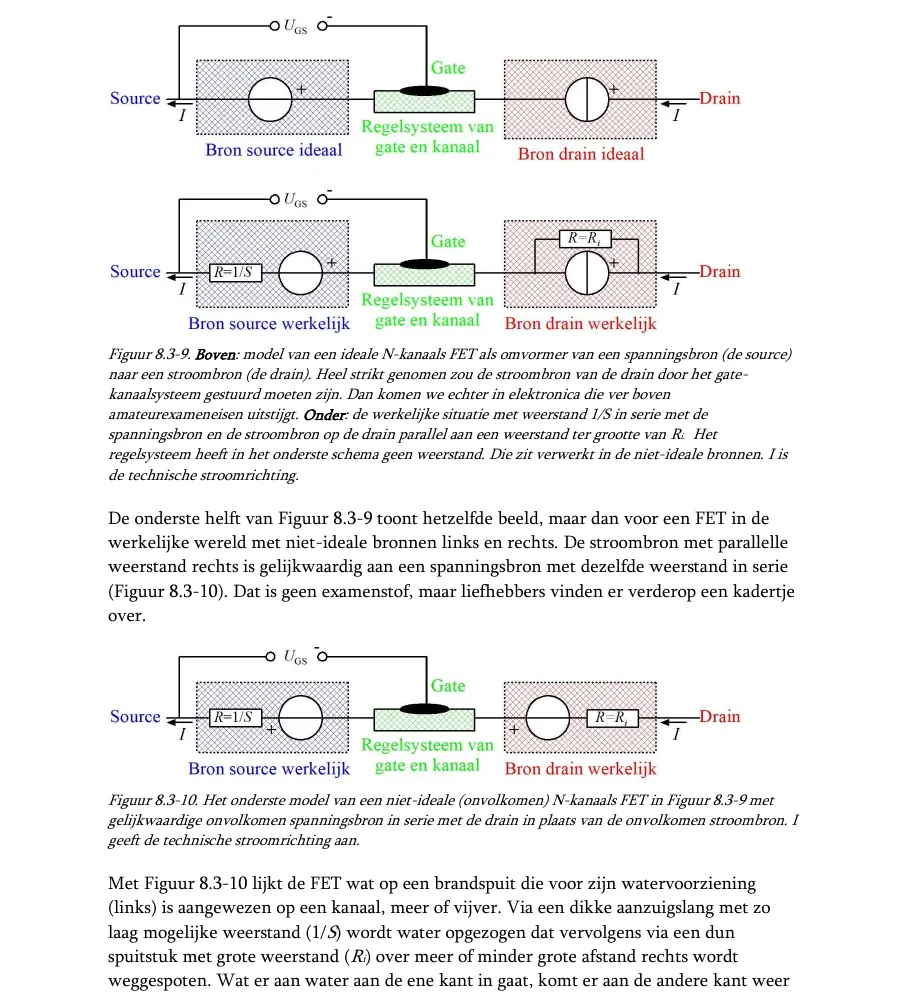 UGS -
Gate
Source + + Drain
I I
Regelsysteem van
gate en kanaal
Bron source ideaal Bron drain ideaal
UGS -
Gate
R=Ri
Source R=1/S + + Drain
I I
Regelsysteem van
gate en kanaal
Bron source werkelijk Bron drain werkelijk
Figuur 8.3-9. Boven: model van een ideale N-kanaals FET als omvormer van een spanningsbron (de source)
naar een stroombron (de drain). Heel strikt genomen zou de stroombron van de drain door het gate-
kanaalsysteem gestuurd moeten zijn. Dan komen we echter in elektronica die ver boven
amateurexameneisen uitstijgt. Onder: de werkelijke situatie met weerstand 1/S in serie met de
spanningsbron en de stroombron op de drain parallel aan een weerstand ter grootte van Ri. Het
regelsysteem heeft in het onderste schema geen weerstand. Die zit verwerkt in de niet-ideale bronnen. I is
de technische stroomrichting.
De onderste helft van Figuur 8.3-9 toont hetzelfde beeld, maar dan voor een FET in de
werkelijke wereld met niet-ideale bronnen links en rechts. De stroombron met parallelle
weerstand rechts is gelijkwaardig aan een spanningsbron met dezelfde weerstand in serie
(Figuur 8.3-10). Dat is geen examenstof, maar liefhebbers vinden er verderop een kadertje
over.
UGS -
Gate
Source R=1/S R=Ri Drain
I + + I
Regelsysteem van
gate en kanaal
Bron source werkelijk Bron drain werkelijk
Figuur 8.3-10. Het onderste model van een niet-ideale (onvolkomen) N-kanaals FET in Figuur 8.3-9 met
gelijkwaardige onvolkomen spanningsbron in serie met de drain in plaats van de onvolkomen stroombron. I
geeft de technische stroomrichting aan.
Met Figuur 8.3-10 lijkt de FET wat op een brandspuit die voor zijn watervoorziening
(links) is aangewezen op een kanaal, meer of vijver. Via een dikke aanzuigslang met zo
laag mogelijke weerstand (1/S) wordt water opgezogen dat vervolgens via een dun
spuitstuk met grote weerstand (Ri) over meer of minder grote afstand rechts wordt
weggespoten. Wat er aan water aan de ene kant in gaat, komt er aan de andere kant weer